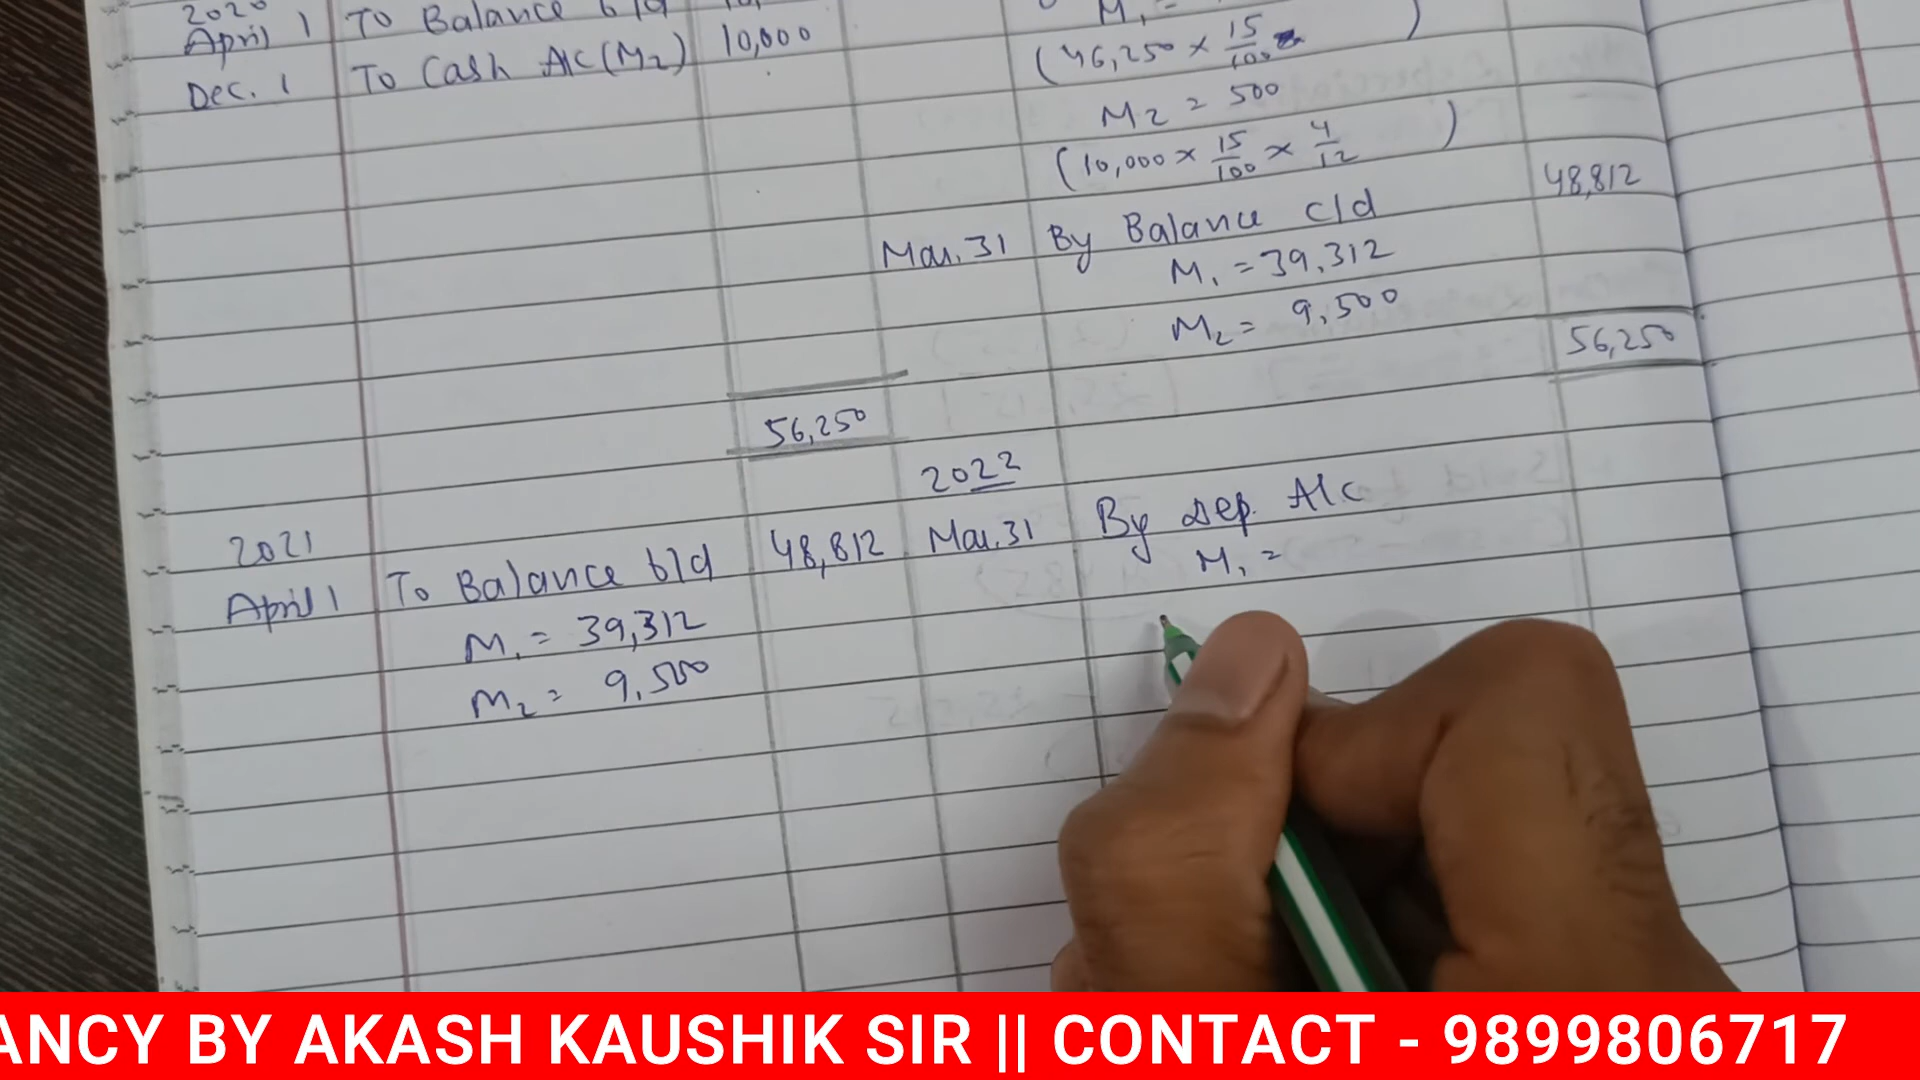 2020
April 1 To Balance b/d
Dec. 1 To Cash A/c (M2) 10,000
M1 =
(46,250 × 15/100 )
M2 = 500
(10,000 × 15/100 × 4/12 )
Mar. 31 By Balance c/d 48,812
M1 = 39,312
M2 = 9,500
56,250 56,250
2021 2022
April 1 To Balance b/d 48,812 Mar. 31 By Dep. A/c
M1 = 39,312 M1 =
M2 = 9,500
ANCY BY AKASH KAUSHIK SIR || CONTACT - 9899806717